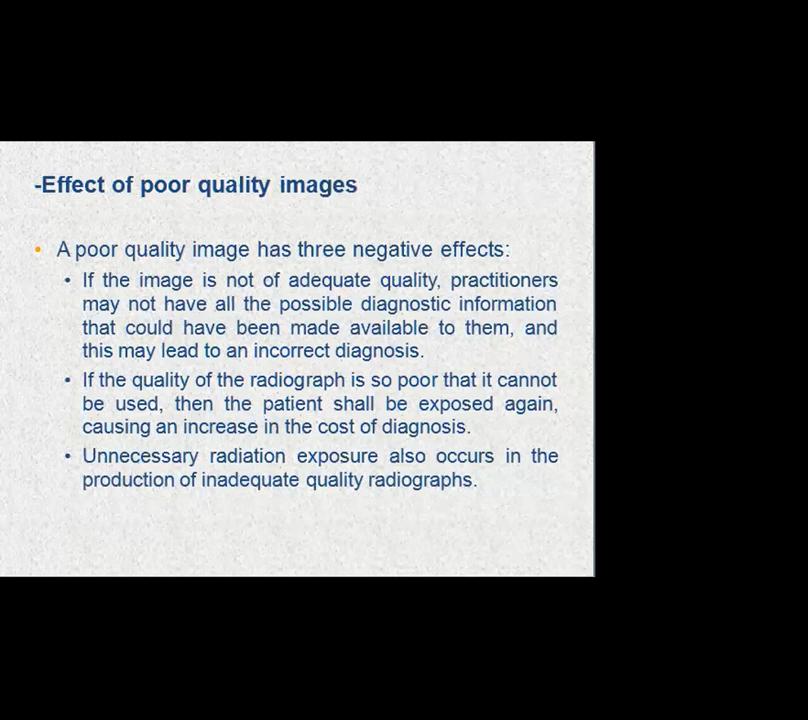 -Effect of poor quality images
• A poor quality image has three negative effects:
• If the image is not of adequate quality, practitioners
may not have all the possible diagnostic information
that could have been made available to them, and
this may lead to an incorrect diagnosis.
• If the quality of the radiograph is so poor that it cannot
be used, then the patient shall be exposed again,
causing an increase in the cost of diagnosis.
• Unnecessary radiation exposure also occurs in the
production of inadequate quality radiographs.